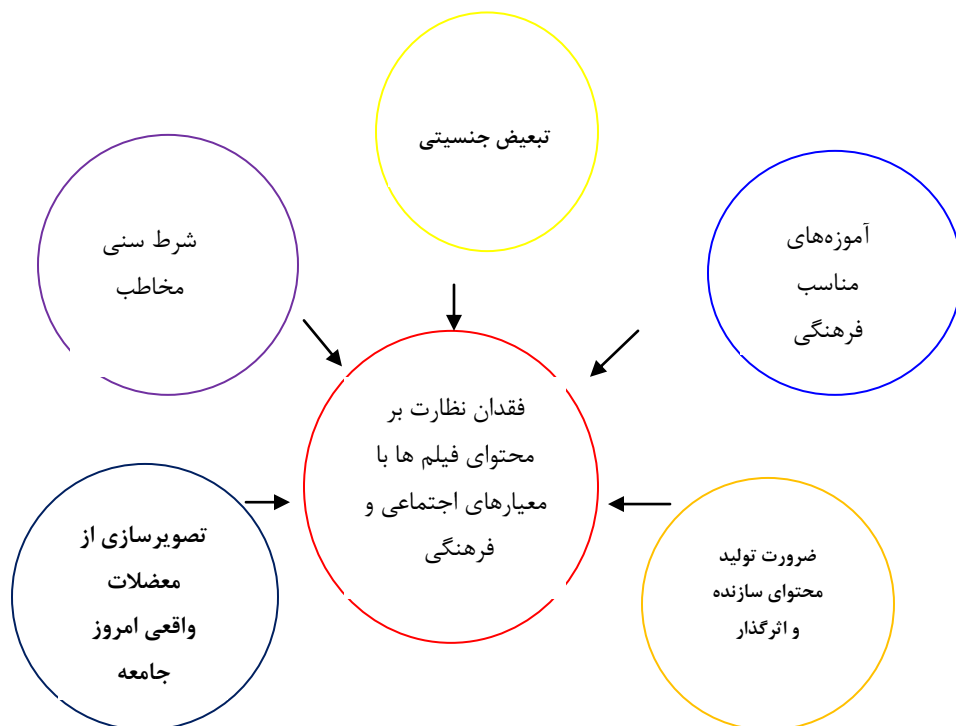 تبعیض جنسیتی
آموزه‌های
مناسب
فرهنگی
شرط سنی
مخاطب
فقدان نظارت بر
محتوای فیلم ها با
معیارهای اجتماعی و
فرهنگی
ضرورت تولید
محتوای سازنده
و اثرگذار
تصویرسازی از
معضلات
واقعی امروز
جامعه